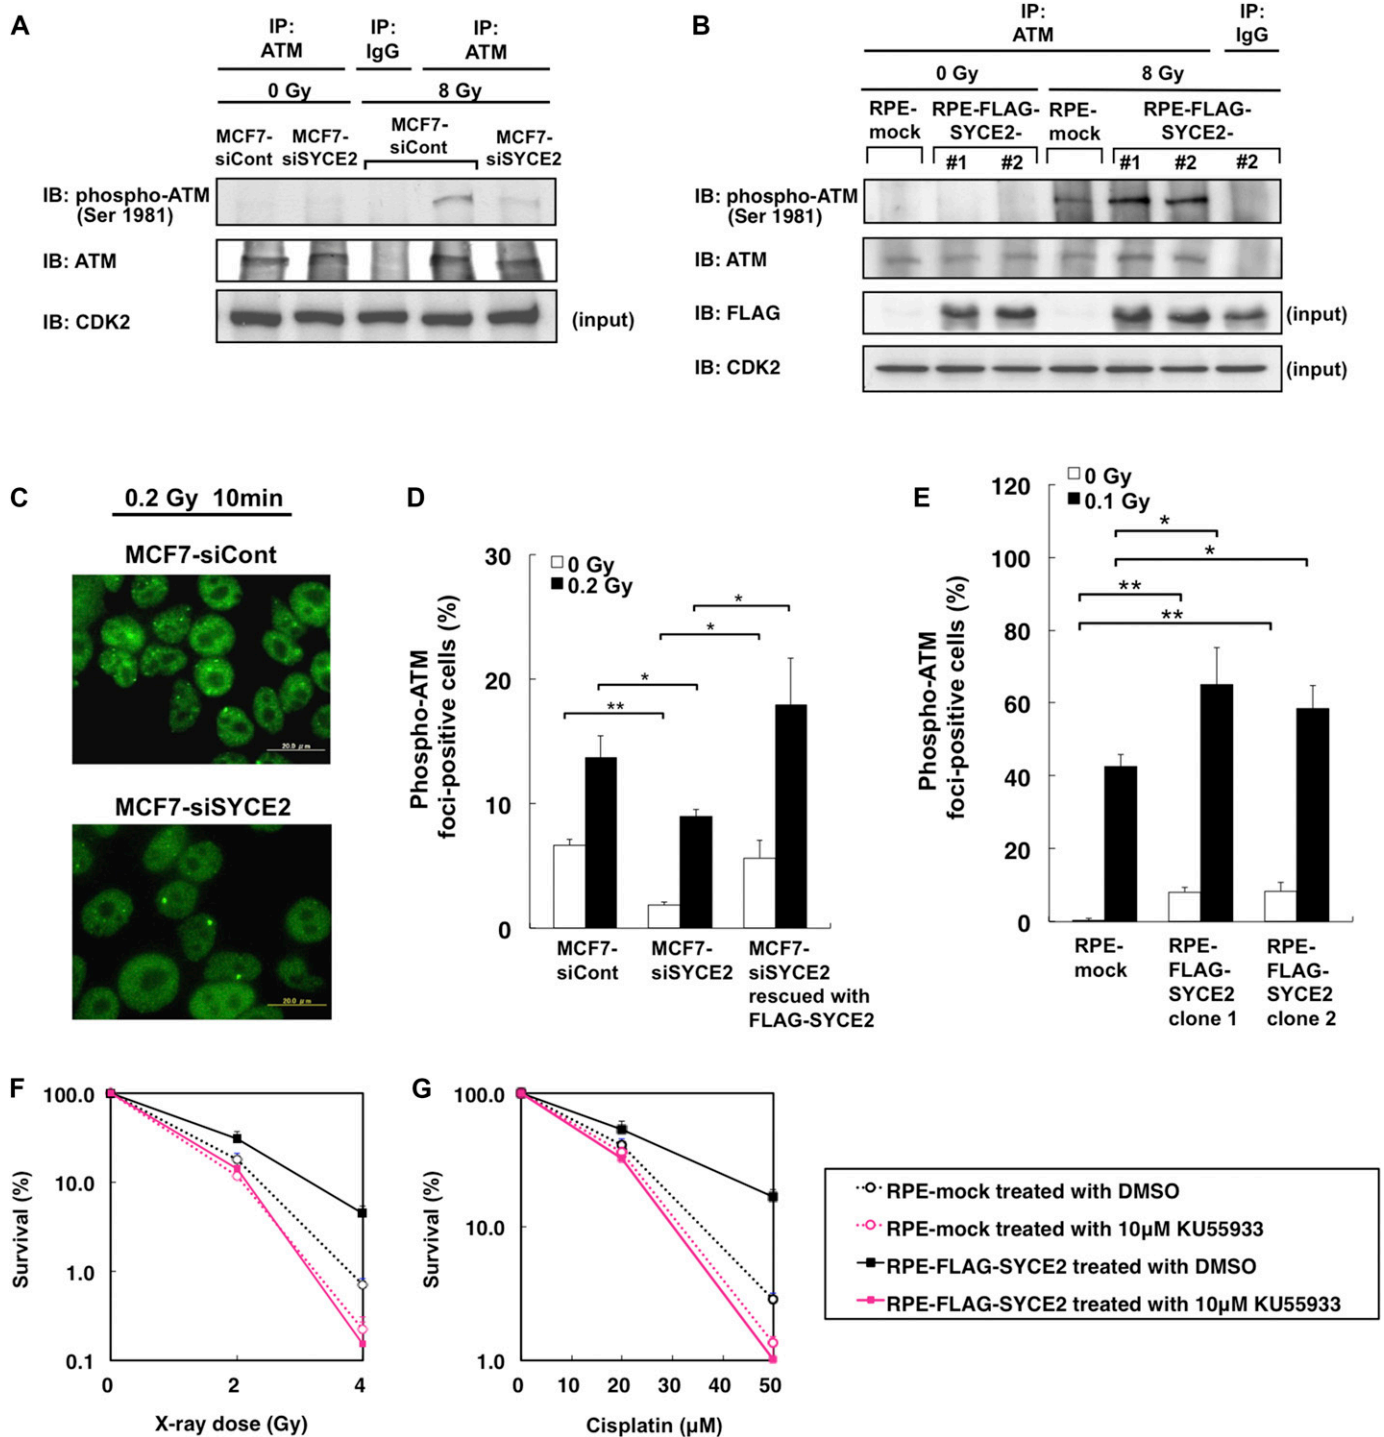 A
IP:
ATM
IP:
IgG
IP:
ATM
0 Gy
8 Gy
MCF7-
siCont
MCF7-
siSYCE2
MCF7-
siCont
MCF7-
siSYCE2
IB: phospho-ATM
(Ser 1981)
IB: ATM
IB: CDK2
(input)
B
IP:
ATM
IP:
IgG
0 Gy
8 Gy
RPE-
mock
RPE-FLAG-
SYCE2-
RPE-
mock
RPE-FLAG-
SYCE2-
#1 #2 #1 #2 #2
IB: phospho-ATM
(Ser 1981)
IB: ATM
IB: FLAG
(input)
IB: CDK2
(input)
C
0.2 Gy 10min
MCF7-siCont
20.0 μm
MCF7-siSYCE2
20.0 μm
D
Phospho-ATM
foci-positive cells (%)
30
20
10
0
0 Gy
0.2 Gy
*
*
*
**
MCF7-
siCont
MCF7-
siSYCE2
MCF7-
siSYCE2
rescued with
FLAG-SYCE2
E
Phospho-ATM
foci-positive cells (%)
120
100
80
60
40
20
0
0 Gy
0.1 Gy
*
*
**
**
RPE-
mock
RPE-
FLAG-
SYCE2
clone 1
RPE-
FLAG-
SYCE2
clone 2
F
Survival (%)
100.0
10.0
1.0
0.1
0 2 4
X-ray dose (Gy)
G
Survival (%)
100.0
10.0
1.0
0 10 20 30 40 50
Cisplatin (μM)
RPE-mock treated with DMSO
RPE-mock treated with 10μM KU55933
RPE-FLAG-SYCE2 treated with DMSO
RPE-FLAG-SYCE2 treated with 10μM KU55933